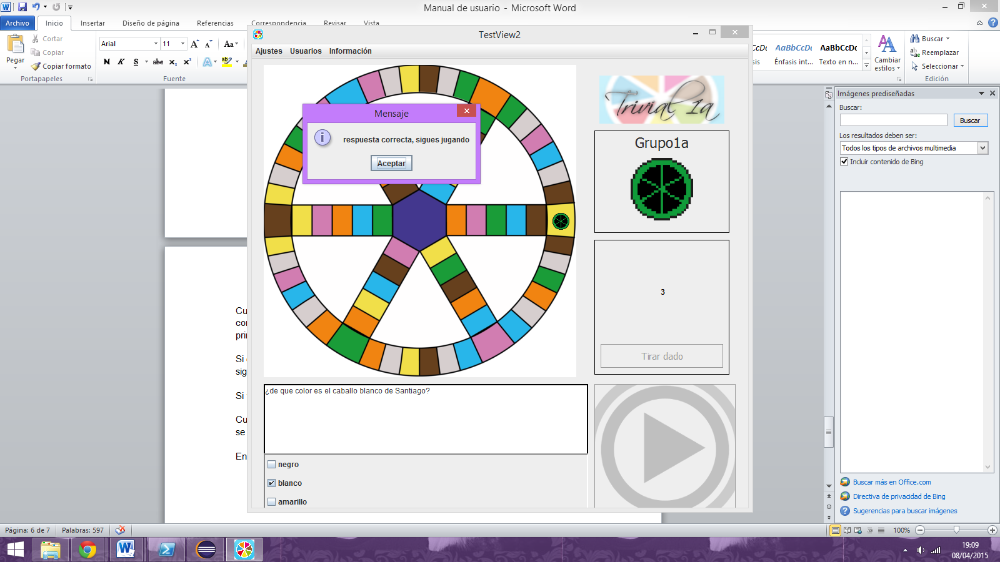 Manual de usuario - Microsoft Word
Archivo
Inicio
Insertar
Diseño de página
Referencias
Correspondencia
Revisar
Vista
Pegar
Cortar
Copiar
Copiar formato
Portapapeles
Arial
11
Aa
N K S abc x₂ x²
Fuente
AaBbCcDc
AaBbCcDc
Énfasis int...
Texto en n...
Cambiar
estilos
Buscar
Reemplazar
Seleccionar
Edición
TestView2
Ajustes Usuarios Información
Mensaje
respuesta correcta, sigues jugando
Aceptar
Trivial 1a
Grupo1a
3
Tirar dado
¿de que color es el caballo blanco de Santiago?
negro
blanco
amarillo
Cu
Si
se
En
Imágenes prediseñadas
Buscar:
Buscar
Los resultados deben ser:
Todos los tipos de archivos multimedia
Incluir contenido de Bing
Buscar más en Office.com
Directiva de privacidad de Bing
Sugerencias para buscar imágenes
Página: 6 de 7
Palabras: 597
100%
19:09
08/04/2015